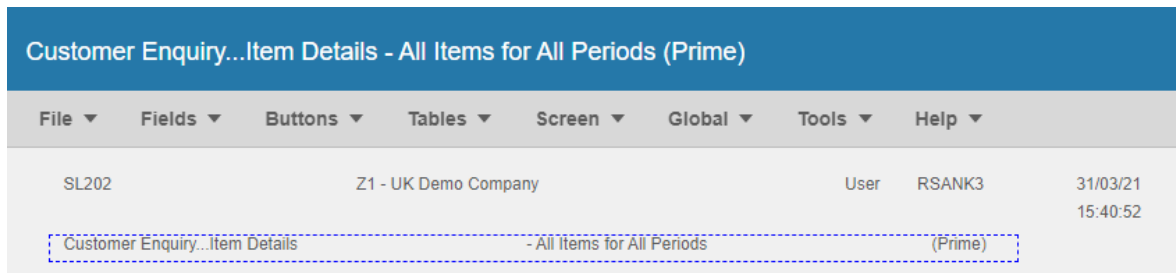 Customer Enquiry...Item Details - All Items for All Periods (Prime)
File Fields Buttons Tables Screen Global Tools Help
SL202 Z1 - UK Demo Company User RSANK3 31/03/21
15:40:52
Customer Enquiry...Item Details - All Items for All Periods (Prime)